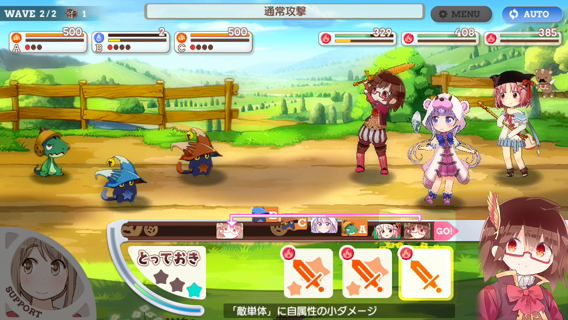 WAVE 2/2 1
通常攻撃
MENU
AUTO
500
A
2
B
500
C
329
408
385
C
A
GO!
とっておき
SUPPORT
「敵単体」に自属性の小ダメージ